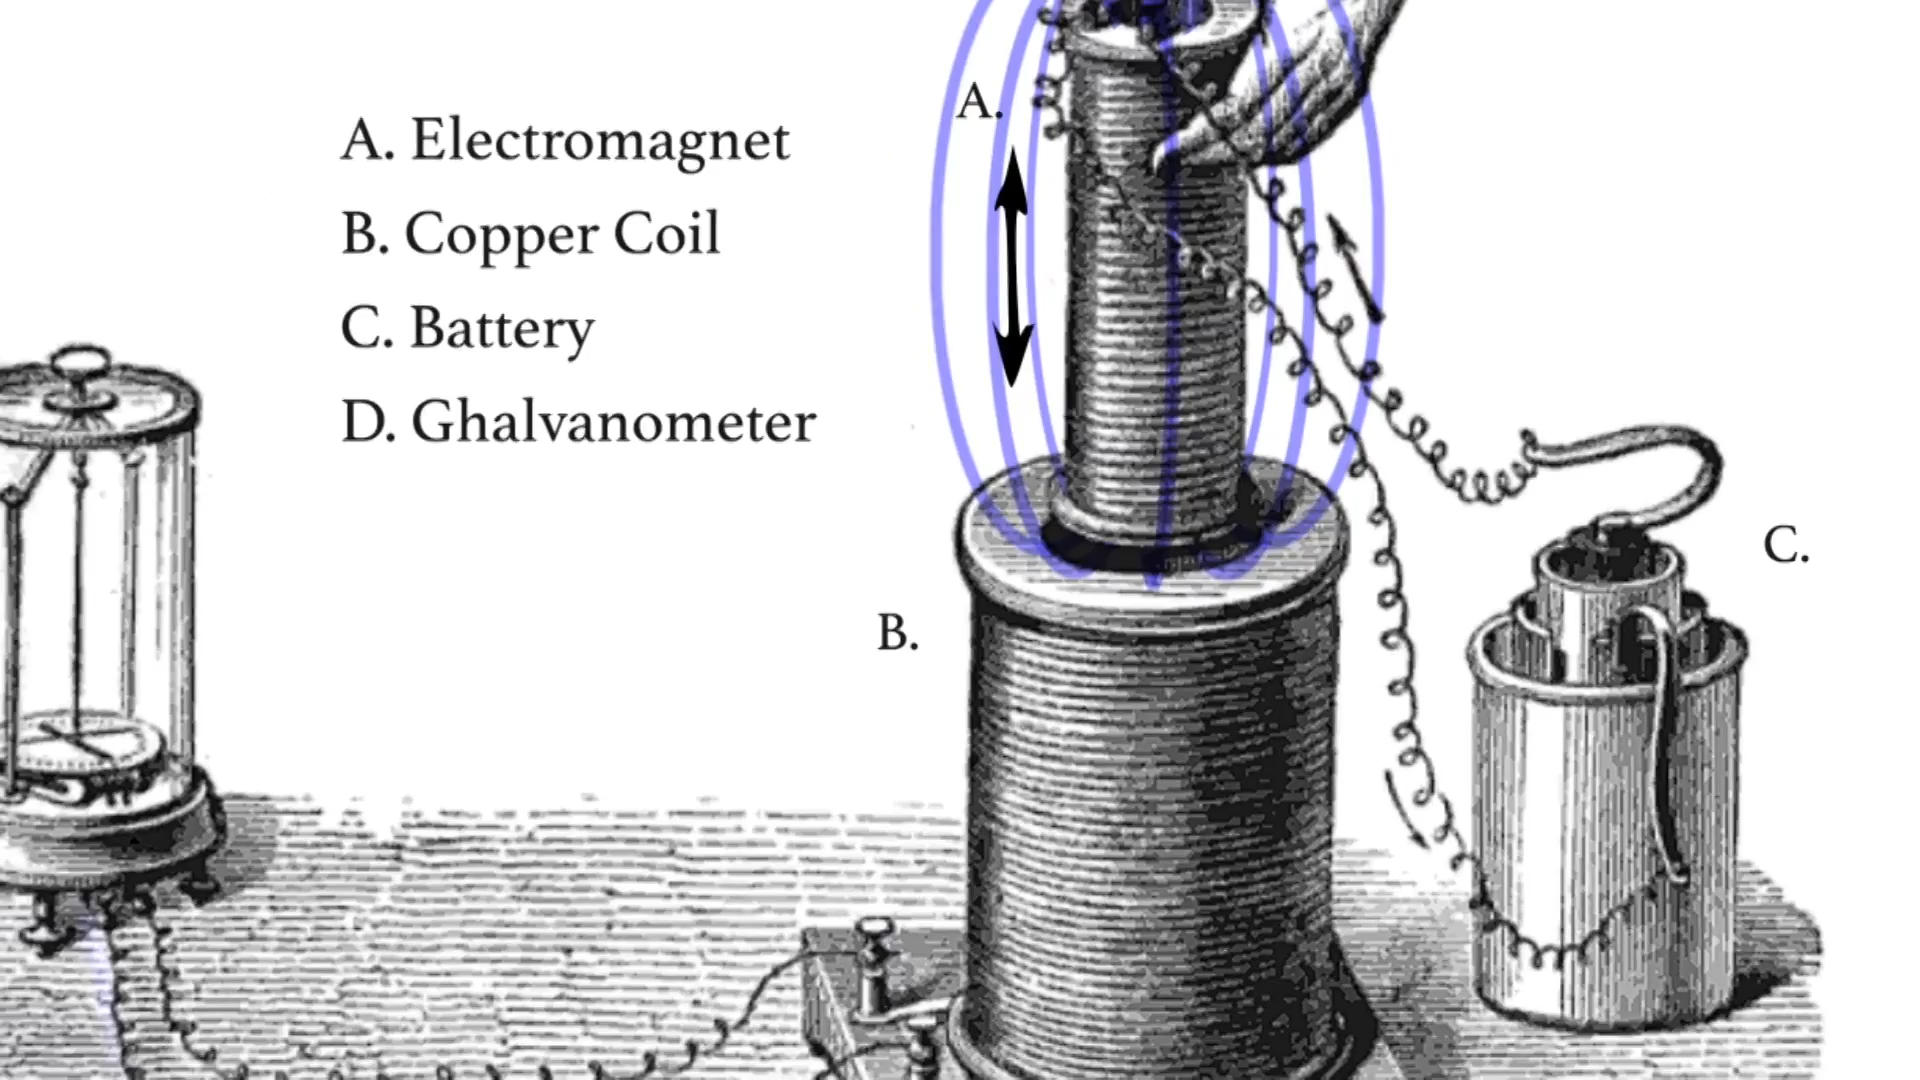 A. Electromagnet
B. Copper Coil
C. Battery
D. Ghalvanometer
A.
B.
C.